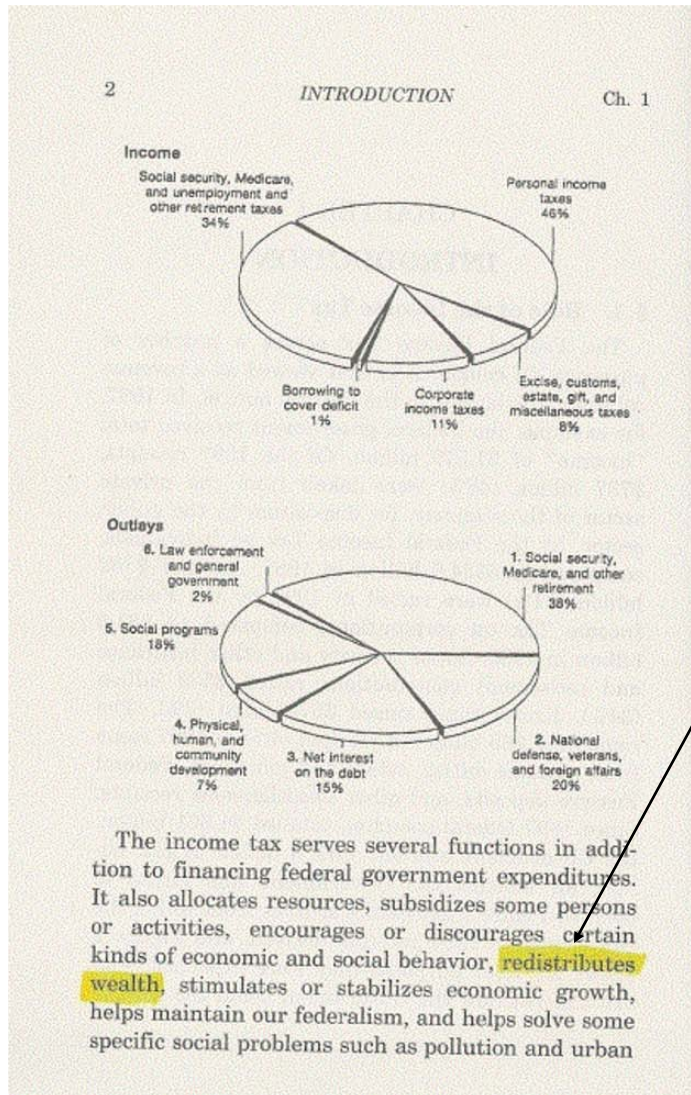 2
INTRODUCTION
Ch. 1
Income
Social security, Medicare,
and unemployment and
other retirement taxes
34%
Personal income
taxes
46%
Borrowing to
cover deficit
1%
Corporate
income taxes
11%
Excise, customs,
estate, gift, and
miscellaneous taxes
8%
Outlays
6. Law enforcement
and general
government
2%
1. Social security,
Medicare, and other
retirement
38%
5. Social programs
18%
4. Physical,
human, and
community
development
7%
3. Net interest
on the debt
15%
2. National
defense, veterans,
and foreign affairs
20%
The income tax serves several functions in addi-
tion to financing federal government expenditures.
It also allocates resources, subsidizes some persons
or activities, encourages or discourages certain
kinds of economic and social behavior, redistributes
wealth, stimulates or stabilizes economic growth,
helps maintain our federalism, and helps solve some
specific social problems such as pollution and urban